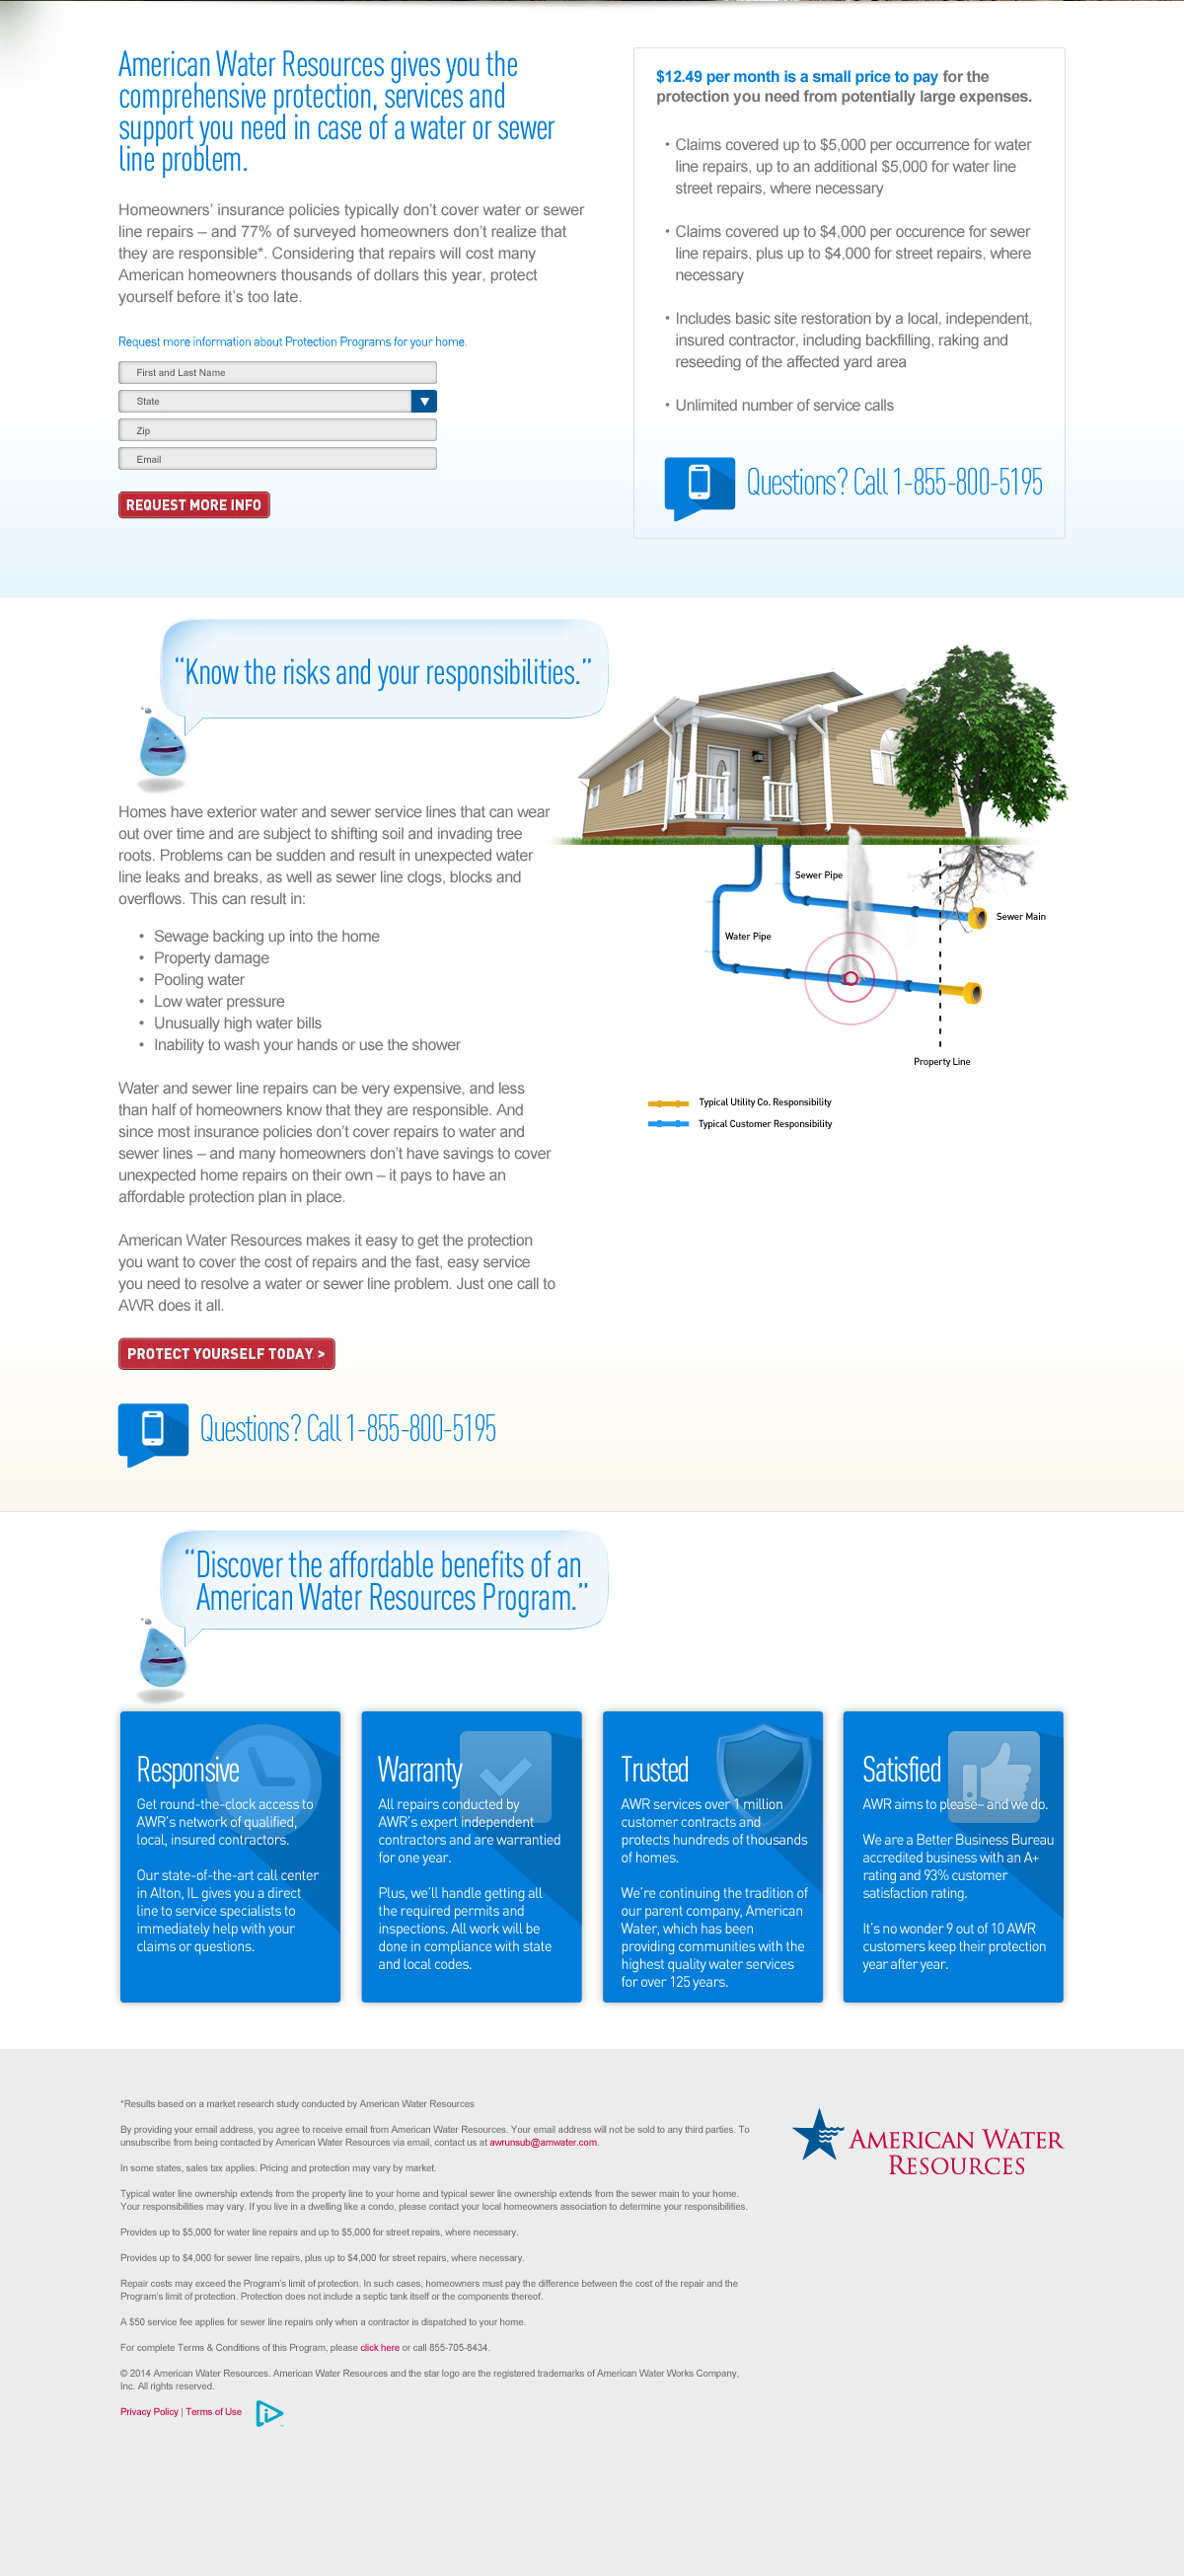 American Water Resources gives you the
comprehensive protection, services and
support you need in case of a water or sewer
line problem.
Homeowners’ insurance policies typically don’t cover water or sewer
line repairs – and 77% of surveyed homeowners don’t realize that
they are responsible*. Considering that repairs will cost many
American homeowners thousands of dollars this year, protect
yourself before it’s too late.
Request more information about Protection Programs for your home.
First and Last Name
State
Zip
Email
REQUEST MORE INFO
$12.49 per month is a small price to pay for the
protection you need from potentially large expenses.
• Claims covered up to $5,000 per occurrence for water
line repairs, up to an additional $5,000 for water line
street repairs, where necessary
• Claims covered up to $4,000 per occurence for sewer
line repairs, plus up to $4,000 for street repairs, where
necessary
• Includes basic site restoration by a local, independent,
insured contractor, including backfilling, raking and
reseeding of the affected yard area
• Unlimited number of service calls
Questions? Call 1-855-800-5195
“Know the risks and your responsibilities.”
Homes have exterior water and sewer service lines that can wear
out over time and are subject to shifting soil and invading tree
roots. Problems can be sudden and result in unexpected water
line leaks and breaks, as well as sewer line clogs, blocks and
overflows. This can result in:
• Sewage backing up into the home
• Property damage
• Pooling water
• Low water pressure
• Unusually high water bills
• Inability to wash your hands or use the shower
Water and sewer line repairs can be very expensive, and less
than half of homeowners know that they are responsible. And
since most insurance policies don’t cover repairs to water and
sewer lines – and many homeowners don’t have savings to cover
unexpected home repairs on their own – it pays to have an
affordable protection plan in place.
American Water Resources makes it easy to get the protection
you want to cover the cost of repairs and the fast, easy service
you need to resolve a water or sewer line problem. Just one call to
AWR does it all.
PROTECT YOURSELF TODAY >
Questions? Call 1-855-800-5195
Sewer Pipe
Sewer Main
Water Pipe
Property Line
Typical Utility Co. Responsibility
Typical Customer Responsibility
“Discover the affordable benefits of an
American Water Resources Program.”
Responsive
Get round-the-clock access to
AWR’s network of qualified,
local, insured contractors.
Our state-of-the-art call center
in Alton, IL gives you a direct
line to service specialists to
immediately help with your
claims or questions.
Warranty
All repairs conducted by
AWR’s expert independent
contractors and are warrantied
for one year.
Plus, we’ll handle getting all
the required permits and
inspections. All work will be
done in compliance with state
and local codes.
Trusted
AWR services over 1 million
customer contracts and
protects hundreds of thousands
of homes.
We’re continuing the tradition of
our parent company, American
Water, which has been
providing communities with the
highest quality water services
for over 125 years.
Satisfied
AWR aims to please– and we do.
We are a Better Business Bureau
accredited business with an A+
rating and 93% customer
satisfaction rating.
It’s no wonder 9 out of 10 AWR
customers keep their protection
year after year.
*Results based on a market research study conducted by American Water Resources
By providing your email address, you agree to receive email from American Water Resources. Your email address will not be sold to any third parties. To
unsubscribe from being contacted by American Water Resources via email, contact us at awrunsub@amwater.com.
In some states, sales tax applies. Pricing and protection may vary by market.
Typical water line ownership extends from the property line to your home and typical sewer line ownership extends from the sewer main to your home.
Your responsibilities may vary. If you live in a dwelling like a condo, please contact your local homeowners association to determine your responsibilities.
Provides up to $5,000 for water line repairs and up to $5,000 for street repairs, where necessary.
Provides up to $4,000 for sewer line repairs, plus up to $4,000 for street repairs, where necessary.
Repair costs may exceed the Program’s limit of protection. In such cases, homeowners must pay the difference between the cost of the repair and the
Program’s limit of protection. Protection does not include a septic tank itself or the components thereof.
A $50 service fee applies for sewer line repairs only when a contractor is dispatched to your home.
For complete Terms & Conditions of this Program, please click here or call 855-705-8434.
© 2014 American Water Resources. American Water Resources and the star logo are the registered trademarks of American Water Works Company,
Inc. All rights reserved.
Privacy Policy | Terms of Use
AMERICAN WATER
RESOURCES